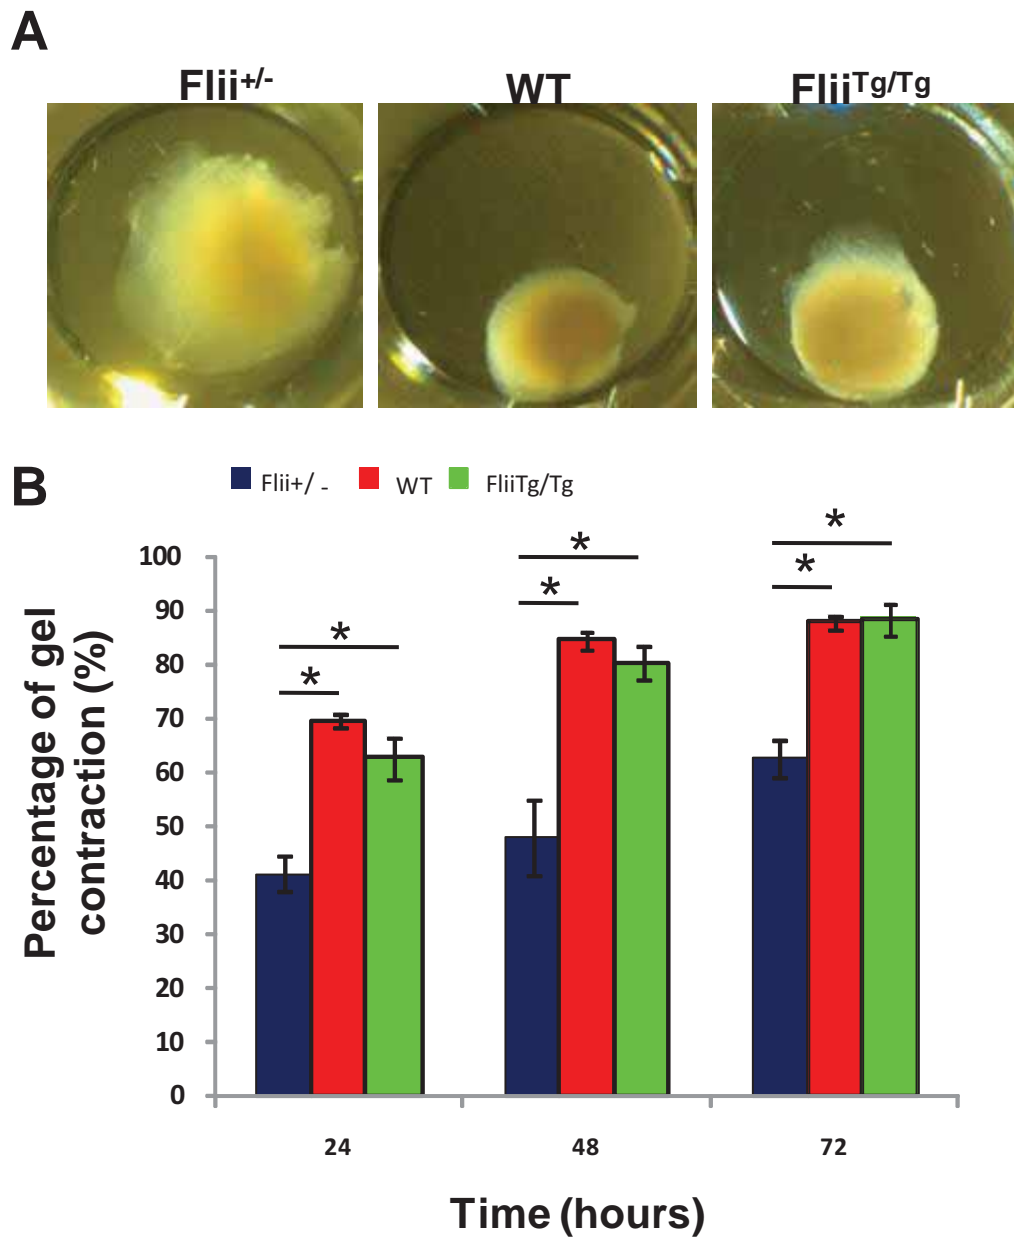 A
Flii+/- WT FliiTg/Tg
B
Flii+/ - WT FliiTg/Tg
Percentage of gel
contraction (%)
100
90
80
70
60
50
40
30
20
10
0
* *
* *
* *
24 48 72
Time (hours)